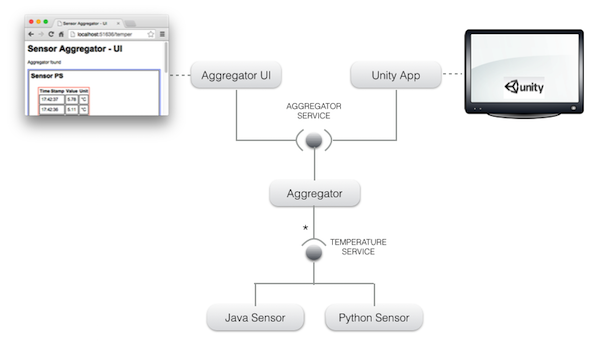 Sensor Aggregator - UI
localhost:51636/temper
Sensor Aggregator - UI
Aggregator found
Sensor PS
Time Stamp Value Unit
17:42:37 5.78 °C
17:42:36 5.11 °C
Aggregator UI
Unity App
unity
AGGREGATOR
SERVICE
Aggregator
*
TEMPERATURE
SERVICE
Java Sensor
Python Sensor